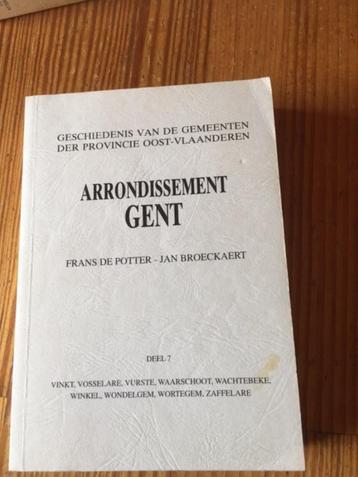 GESCHIEDENIS VAN DE GEMEENTEN
DER PROVINCIE OOST-VLAANDEREN
ARRONDISSEMENT
GENT
FRANS DE POTTER - JAN BROECKAERT
DEEL 7
VINKT, VOSSELARE, VURSTE, WAARSCHOOT, WACHTEBEKE,
WINKEL, WONDELGEM, WORTEGEM, ZAFFELARE